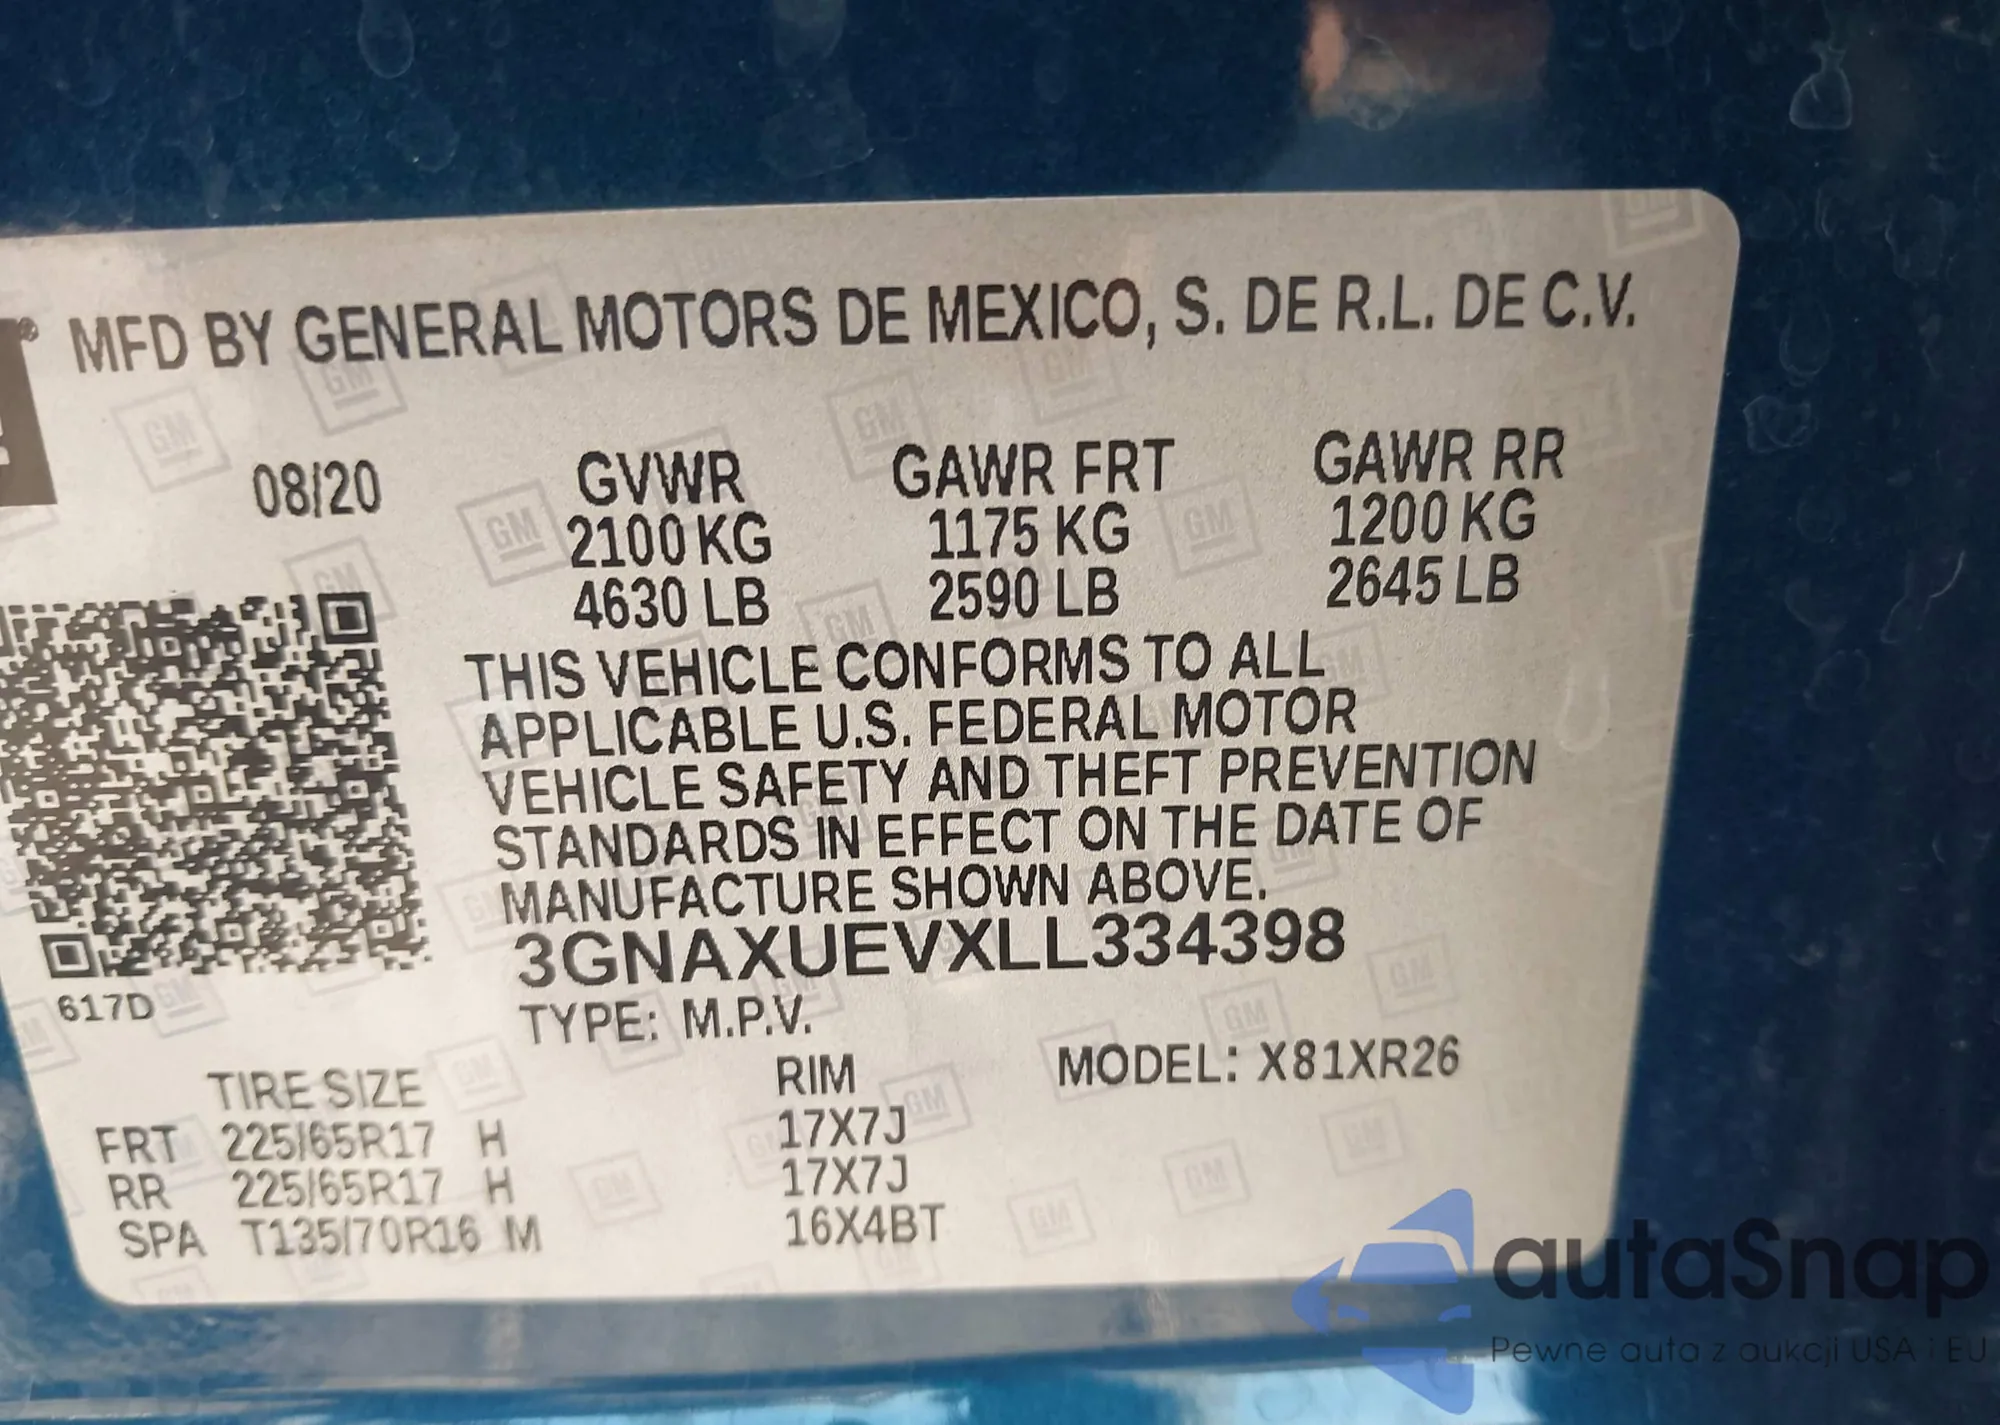 MFD BY GENERAL MOTORS DE MEXICO, S. DE R.L. DE C.V.
08/20 GVWR GAWR FRT GAWR RR
2100 KG 1175 KG 1200 KG
4630 LB 2590 LB 2645 LB
THIS VEHICLE CONFORMS TO ALL
APPLICABLE U.S. FEDERAL MOTOR
VEHICLE SAFETY AND THEFT PREVENTION
STANDARDS IN EFFECT ON THE DATE OF
MANUFACTURE SHOWN ABOVE.
3GNAXUEVXLL334398
617D
TYPE: M.P.V.
TIRE SIZE RIM MODEL: X81XR26
FRT 225/65R17 H 17X7J
RR 225/65R17 H 17X7J
SPA T135/70R16 M 16X4BT
autaSnap
Pewne auta z aukcji USA i EU